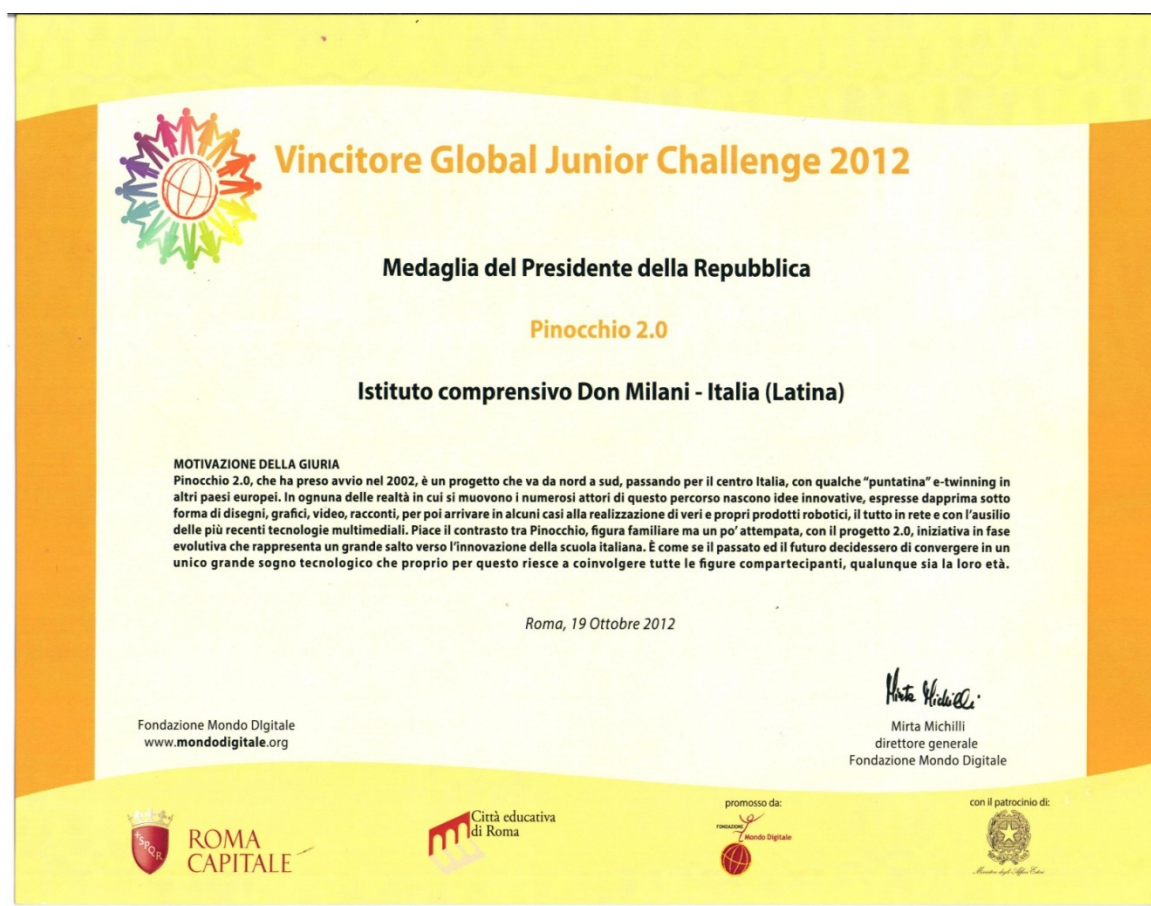 Vincitore Global Junior Challenge 2012
Medaglia del Presidente della Repubblica
Pinocchio 2.0
Istituto comprensivo Don Milani - Italia (Latina)
MOTIVAZIONE DELLA GIURIA
Pinocchio 2.0, che ha preso avvio nel 2002, è un progetto che va da nord a sud, passando per il centro Italia, con qualche “puntatina” e-twinning in
altri paesi europei. In ognuna delle realtà in cui si muovono i numerosi attori di questo percorso nascono idee innovative, espresse dapprima sotto
forma di disegni, grafici, video, racconti, per poi arrivare in alcuni casi alla realizzazione di veri e propri prodotti robotici, il tutto in rete e con l’ausilio
delle più recenti tecnologie multimediali. Piace il contrasto tra Pinocchio, figura familiare ma un po’ attempata, con il progetto 2.0, iniziativa in fase
evolutiva che rappresenta un grande salto verso l’innovazione della scuola italiana. È come se il passato ed il futuro decidessero di convergere in un
unico grande sogno tecnologico che proprio per questo riesce a coinvolgere tutte le figure compartecipanti, qualunque sia la loro età.
Roma, 19 Ottobre 2012
Mirta Michilli
Fondazione Mondo DIgitale
www.mondodigitale.org
Mirta Michilli
direttore generale
Fondazione Mondo Digitale
SPQR
ROMA
CAPITALE
Città educativa
di Roma
promosso da:
FONDAZIONE
Mondo Digitale
con il patrocinio di:
Ministero degli Affari Esteri